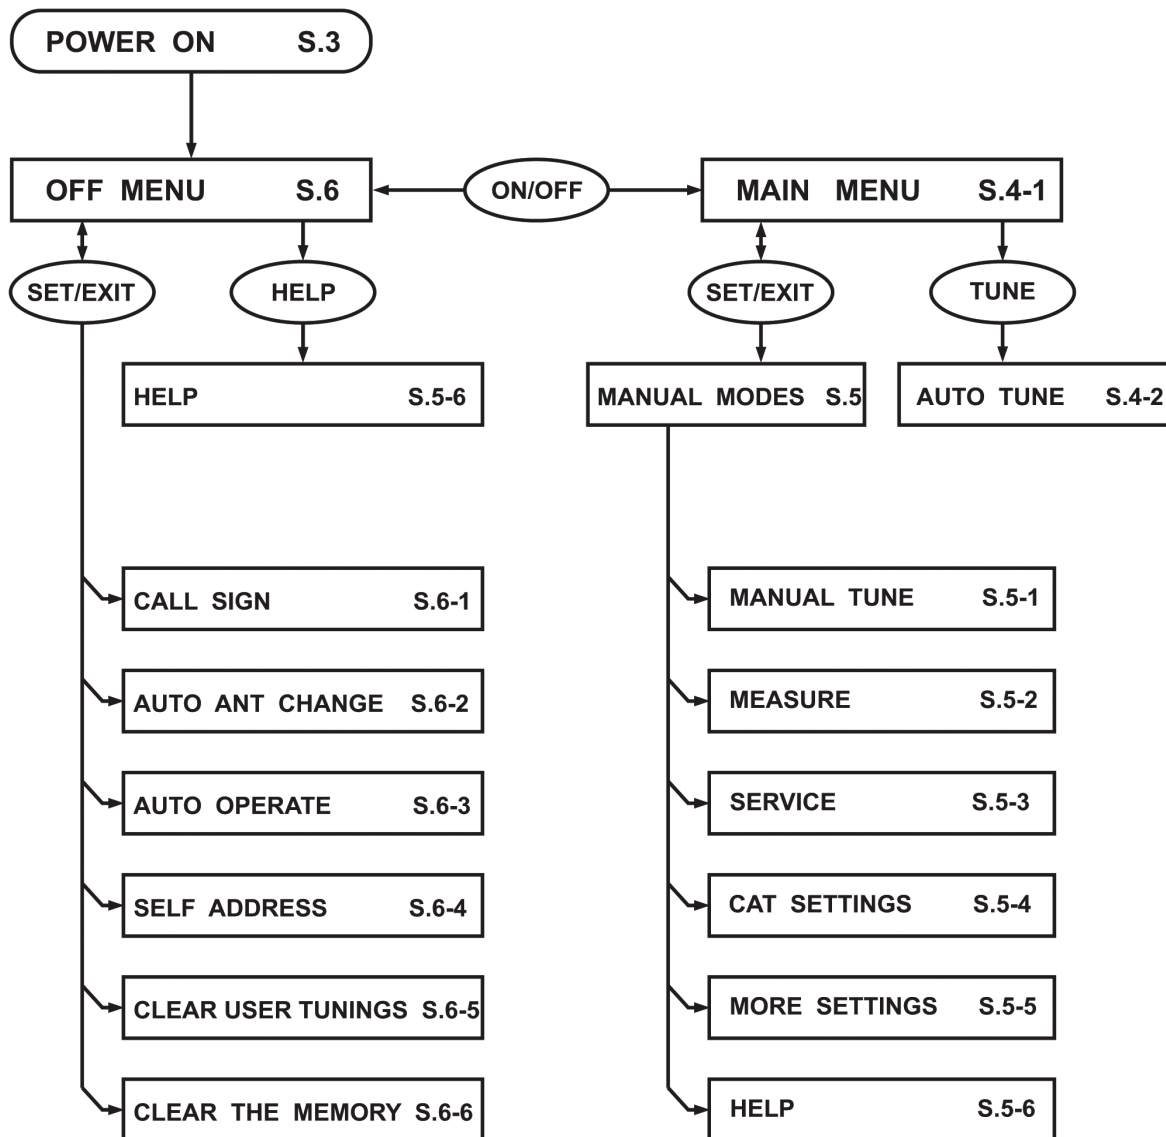 POWER ON S.3
OFF MENU S.6
ON/OFF
MAIN MENU S.4-1
SET/EXIT
HELP
SET/EXIT
TUNE
HELP S.5-6
MANUAL MODES S.5
AUTO TUNE S.4-2
CALL SIGN S.6-1
MANUAL TUNE S.5-1
AUTO ANT CHANGE S.6-2
MEASURE S.5-2
AUTO OPERATE S.6-3
SERVICE S.5-3
SELF ADDRESS S.6-4
CAT SETTINGS S.5-4
CLEAR USER TUNINGS S.6-5
MORE SETTINGS S.5-5
CLEAR THE MEMORY S.6-6
HELP S.5-6